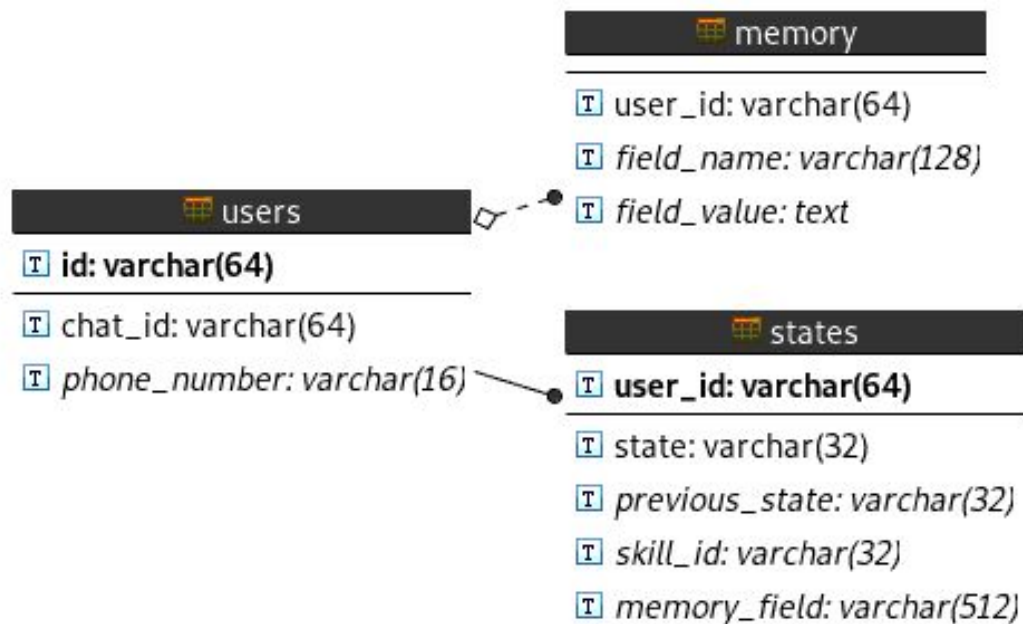 memory
user_id: varchar(64)
field_name: varchar(128)
field_value: text
users
id: varchar(64)
chat_id: varchar(64)
phone_number: varchar(16)
states
user_id: varchar(64)
state: varchar(32)
previous_state: varchar(32)
skill_id: varchar(32)
memory_field: varchar(512)